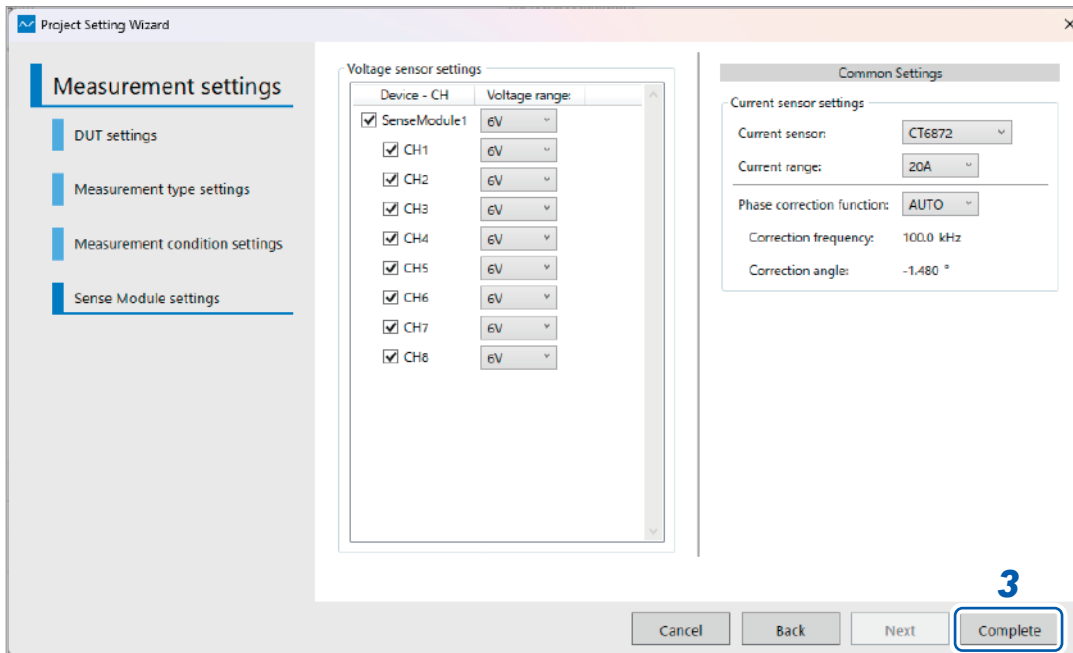 Project Setting Wizard
Measurement settings
DUT settings
Measurement type settings
Measurement condition settings
Sense Module settings
Voltage sensor settings
Device - CH Voltage range:
SenseModule1 6V
CH1 6V
CH2 6V
CH3 6V
CH4 6V
CH5 6V
CH6 6V
CH7 6V
CH8 6V
Common Settings
Current sensor settings
Current sensor: CT6872
Current range: 20A
Phase correction function: AUTO
Correction frequency: 100.0 kHz
Correction angle: -1.480 °
3
Cancel Back Next Complete